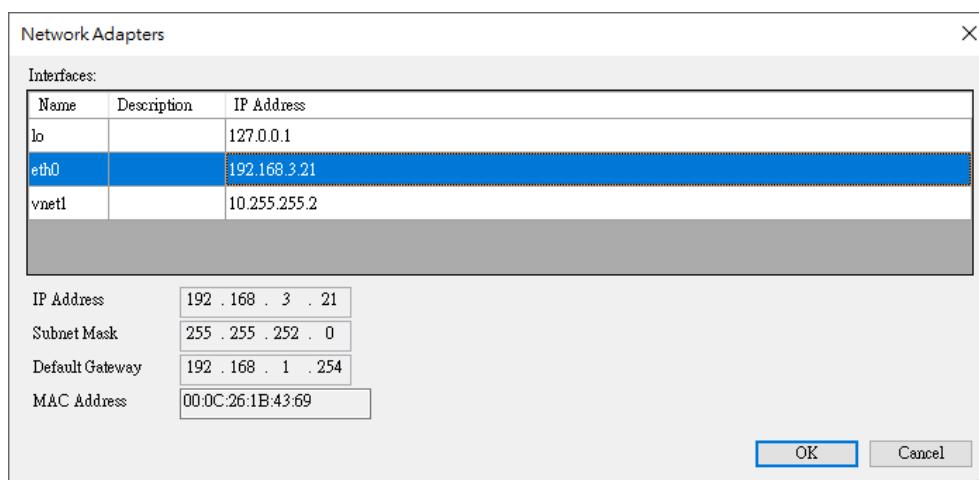 Network Adapters
Interfaces:
Name Description IP Address
lo 127.0.0.1
eth0 192.168.3.21
vnet1 10.255.255.2
IP Address 192 . 168 . 3 . 21
Subnet Mask 255 . 255 . 252 . 0
Default Gateway 192 . 168 . 1 . 254
MAC Address 00:0C:26:1B:43:69
OK Cancel